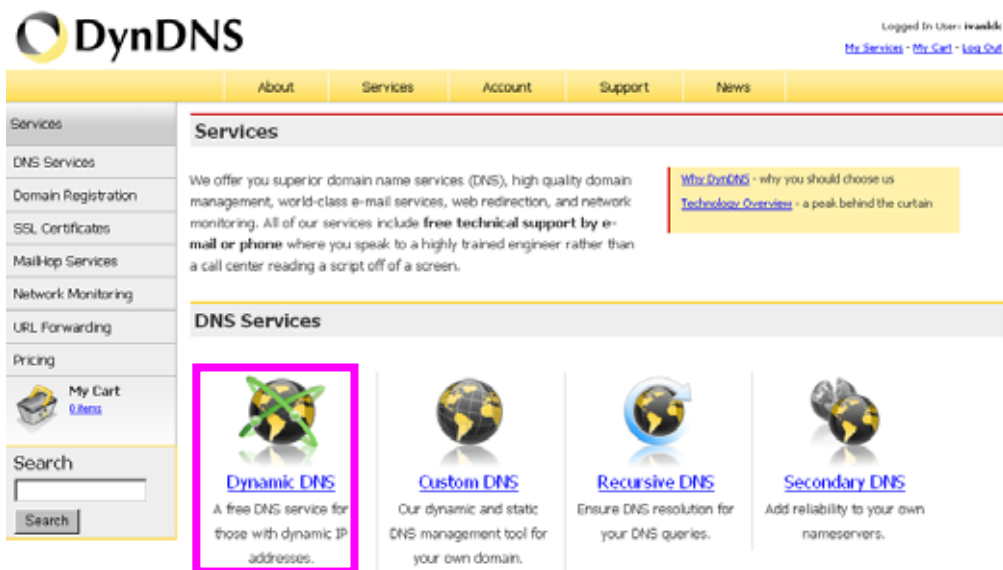 DynDNS
Logged In User: ivankk
My Services - My Cart - Log Out
About Services Account Support News
Services
DNS Services
Domain Registration
SSL Certificates
MailHop Services
Network Monitoring
URL Forwarding
Pricing
My Cart
0 items
Search
Search
Services
We offer you superior domain name services (DNS), high quality domain
management, world-class e-mail services, web redirection, and network
monitoring. All of our services include free technical support by e-
mail or phone where you speak to a highly trained engineer rather than
a call center reading a script off of a screen.
Why DynDNS - why you should choose us
Technology Overview - a peak behind the curtain
DNS Services
Dynamic DNS
A free DNS service for
those with dynamic IP
addresses.
Custom DNS
Our dynamic and static
DNS management tool for
your own domain.
Recursive DNS
Ensure DNS resolution for
your DNS queries.
Secondary DNS
Add reliability to your own
nameservers.